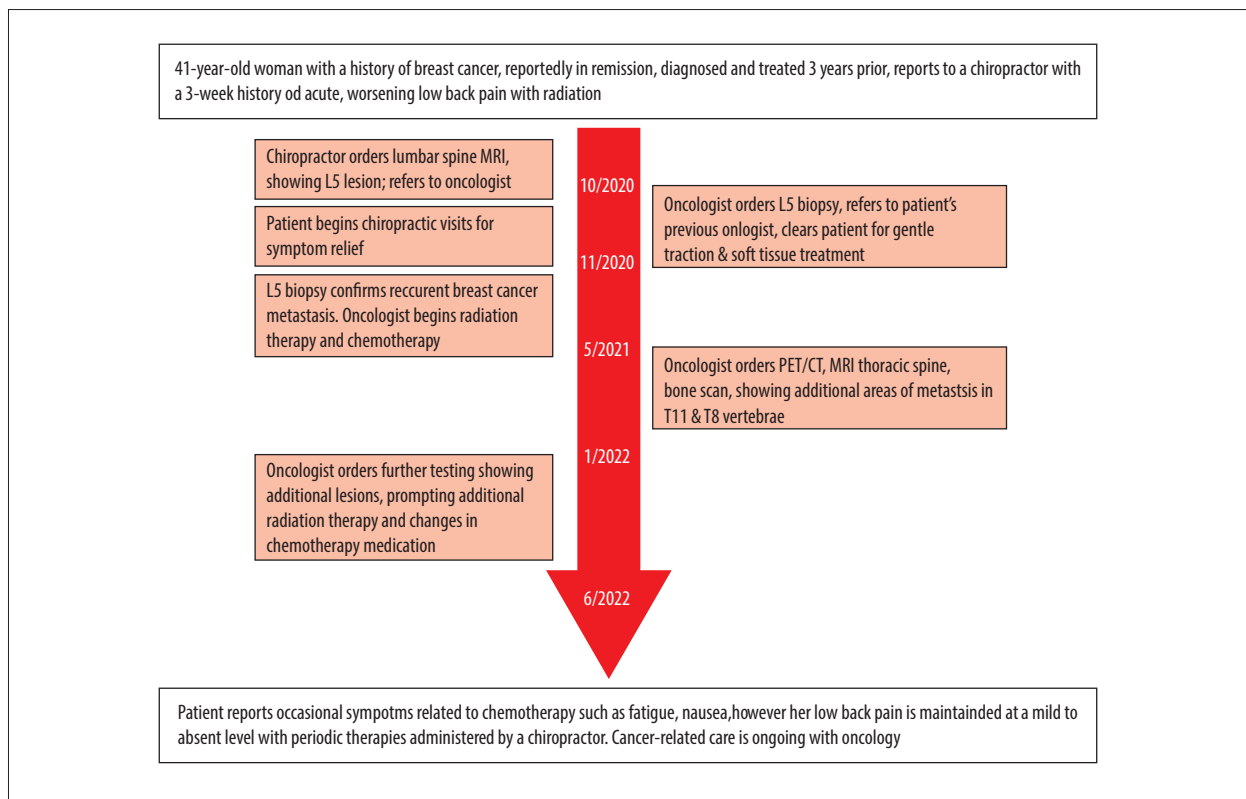 41-year-old woman with a history of breast cancer, reportedly in remission, diagnosed and treated 3 years prior, reports to a chiropractor with
a 3-week history od acute, worsening low back pain with radiation
Chiropractor orders lumbar spine MRI,
showing L5 lesion; refers to oncologist
10/2020
Oncologist orders L5 biopsy, refers to patient's
previous onlogist, clears patient for gentle
traction & soft tissue treatment
Patient begins chiropractic visits for
symptom relief
11/2020
L5 biopsy confirms reccurent breast cancer
metastasis. Oncologist begins radiation
therapy and chemotherapy
5/2021
Oncologist orders PET/CT, MRI thoracic spine,
bone scan, showing additional areas of metastsis in
T11 & T8 vertebrae
1/2022
Oncologist orders further testing showing
additional lesions, prompting additional
radiation therapy and changes in
chemotherapy medication
6/2022
Patient reports occasional sympotms related to chemotherapy such as fatigue, nausea,however her low back pain is maintainded at a mild to
absent level with periodic therapies administered by a chiropractor. Cancer-related care is ongoing with oncology